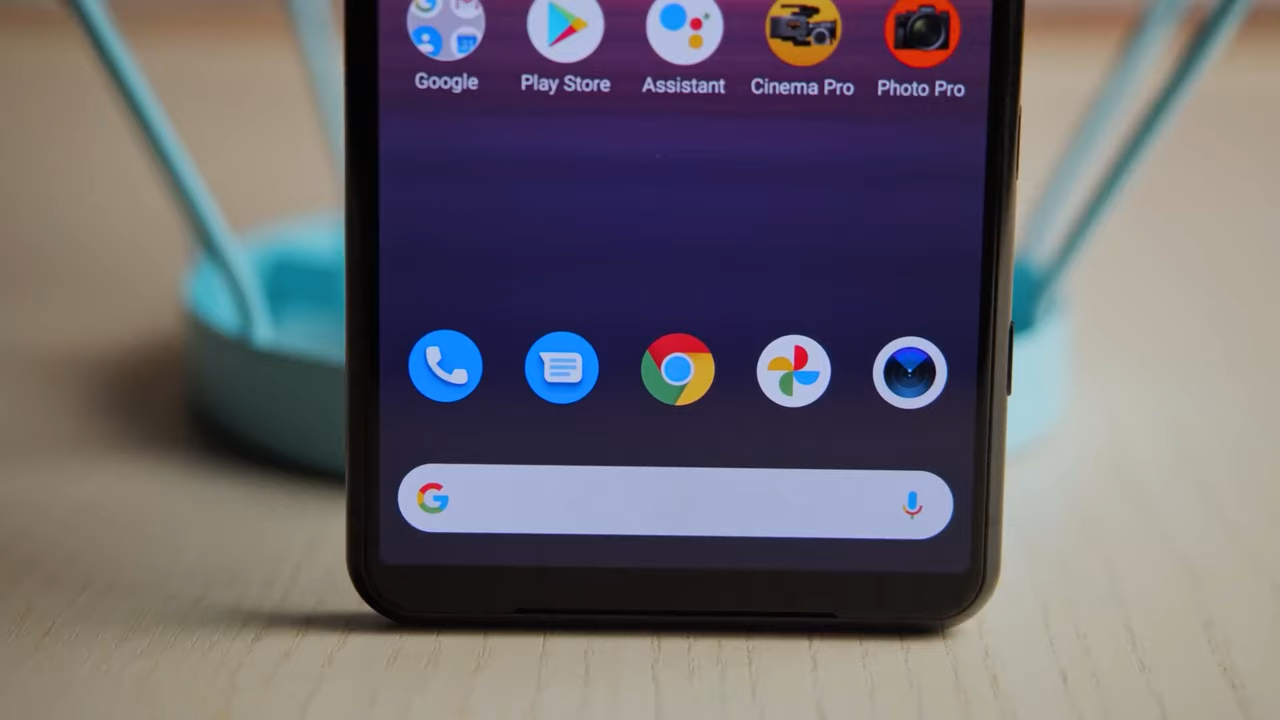 Google
Play Store
Assistant
Cinema Pro
Photo Pro